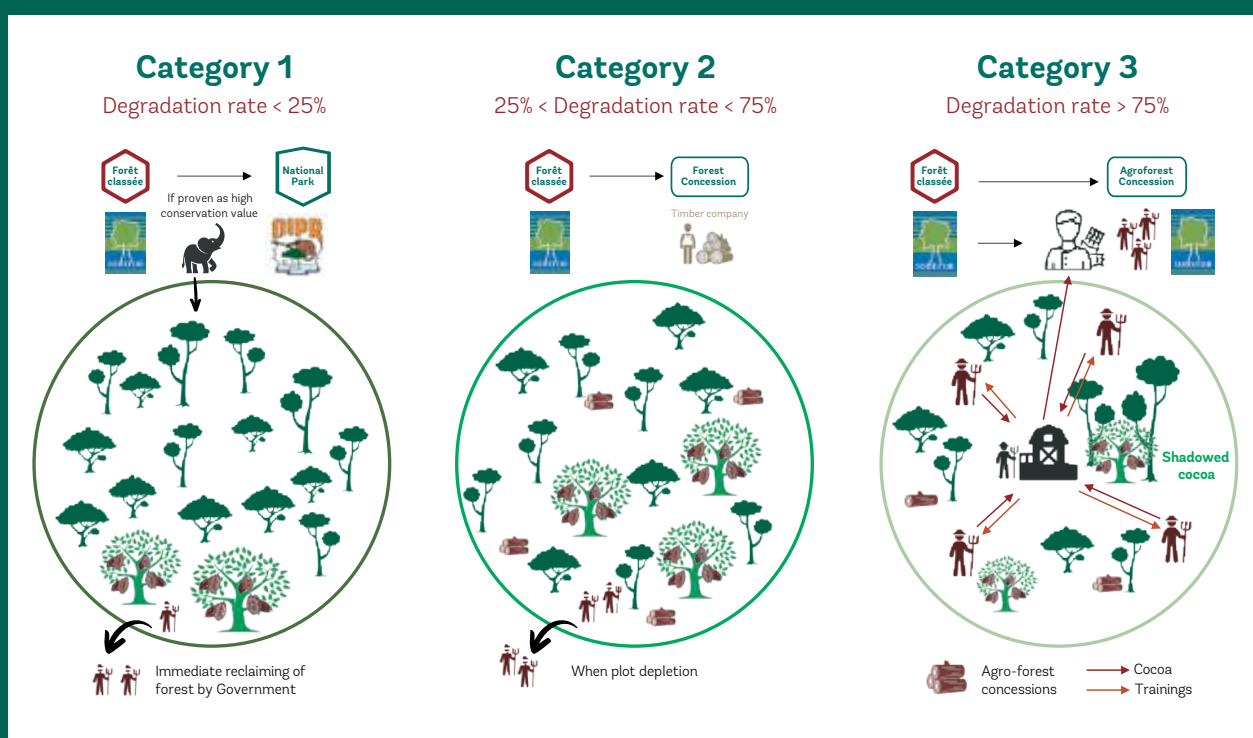 Category 1
Degradation rate < 25%
Forêt
classée
National
Park
If proven as high
conservation value
OIPR
Immediate reclaiming of
forest by Government
Category 2
25% < Degradation rate < 75%
Forêt
classée
Forest
Concession
Timber company
When plot depletion
Category 3
Degradation rate > 75%
Forêt
classée
Agroforest
Concession
Shadowed
cocoa
Agro-forest
concessions
Cocoa
Trainings